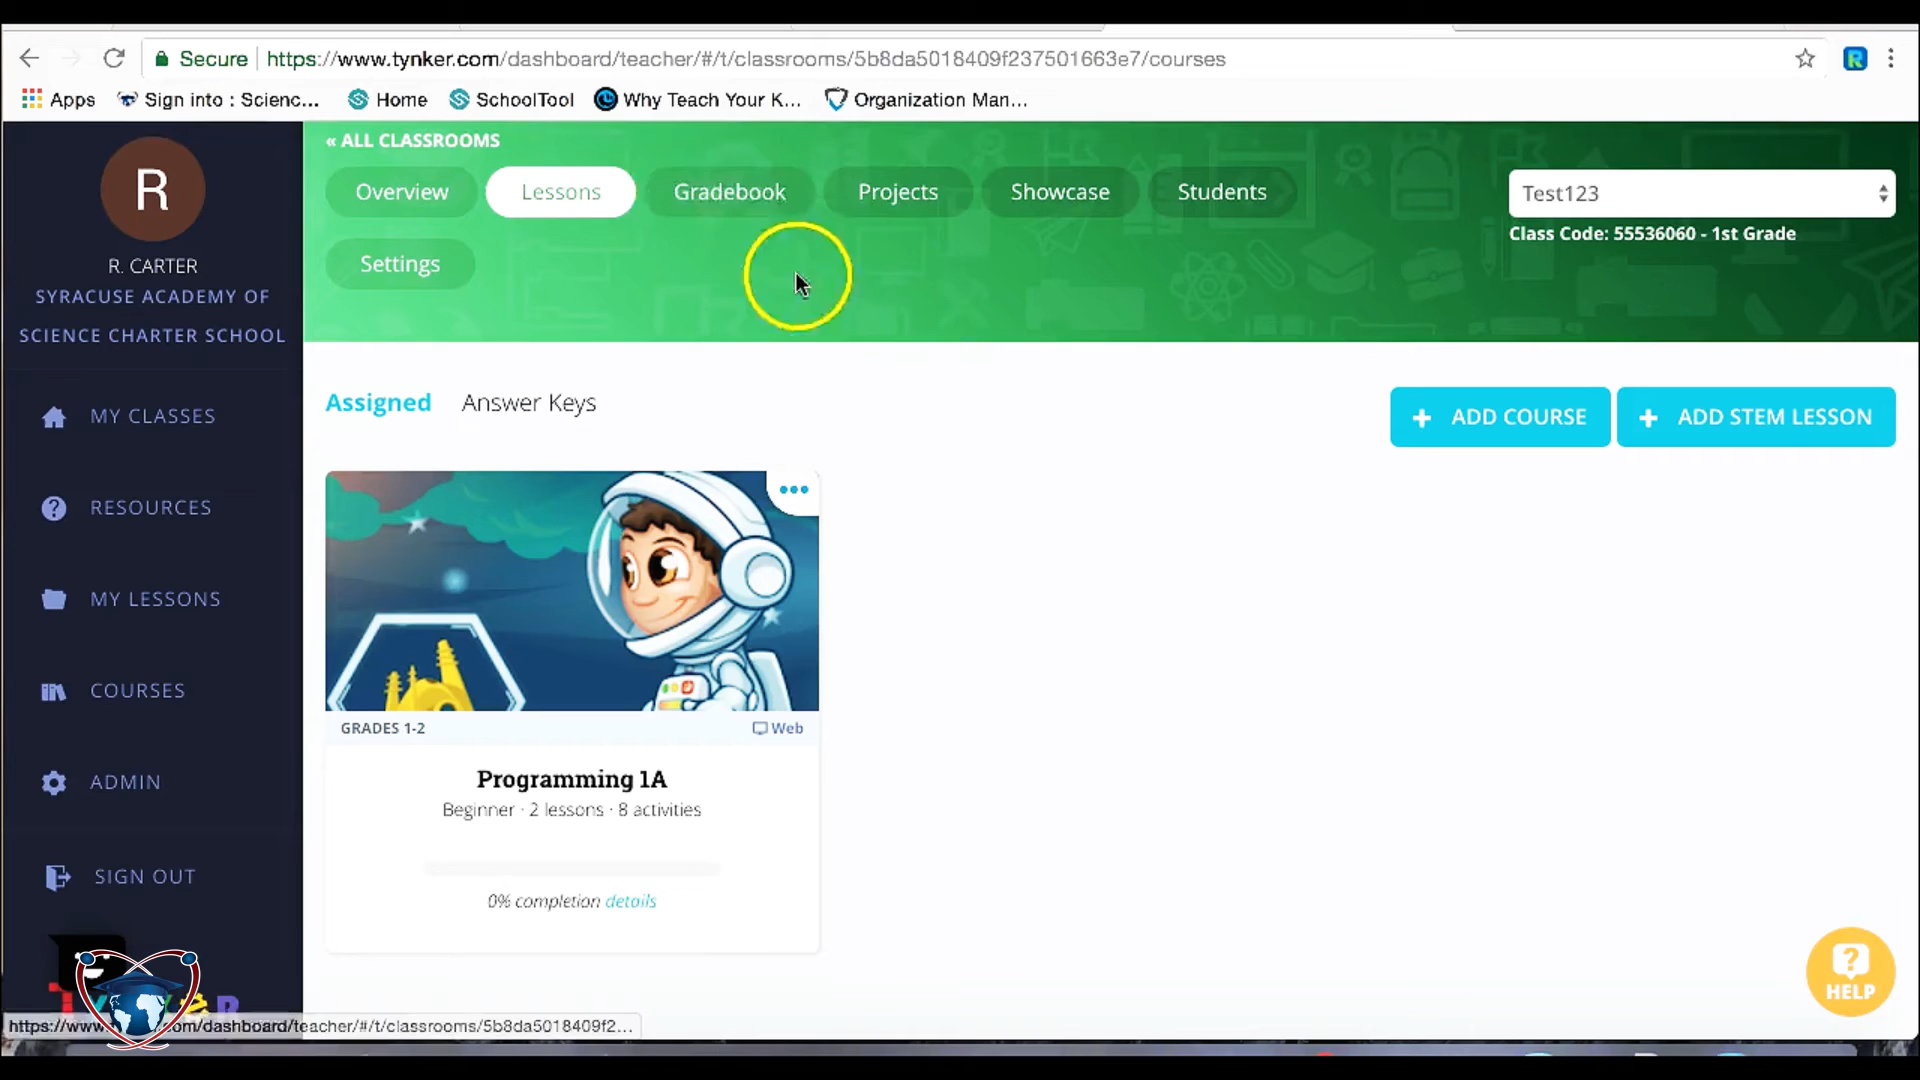 Secure https://www.tynker.com/dashboard/teacher/#/t/classrooms/5b8da5018409f237501663e7/courses
Apps Sign into : Scienc... Home SchoolTool Why Teach Your K... Organization Man...
R
R. CARTER
SYRACUSE ACADEMY OF
SCIENCE CHARTER SCHOOL
MY CLASSES
RESOURCES
MY LESSONS
COURSES
ADMIN
SIGN OUT
« ALL CLASSROOMS
Overview Lessons Gradebook Projects Showcase Students
Settings
Test123
Class Code: 55536060 - 1st Grade
Assigned Answer Keys
+ ADD COURSE + ADD STEM LESSON
GRADES 1-2 Web
Programming 1A
Beginner · 2 lessons · 8 activities
0% completion details
? HELP